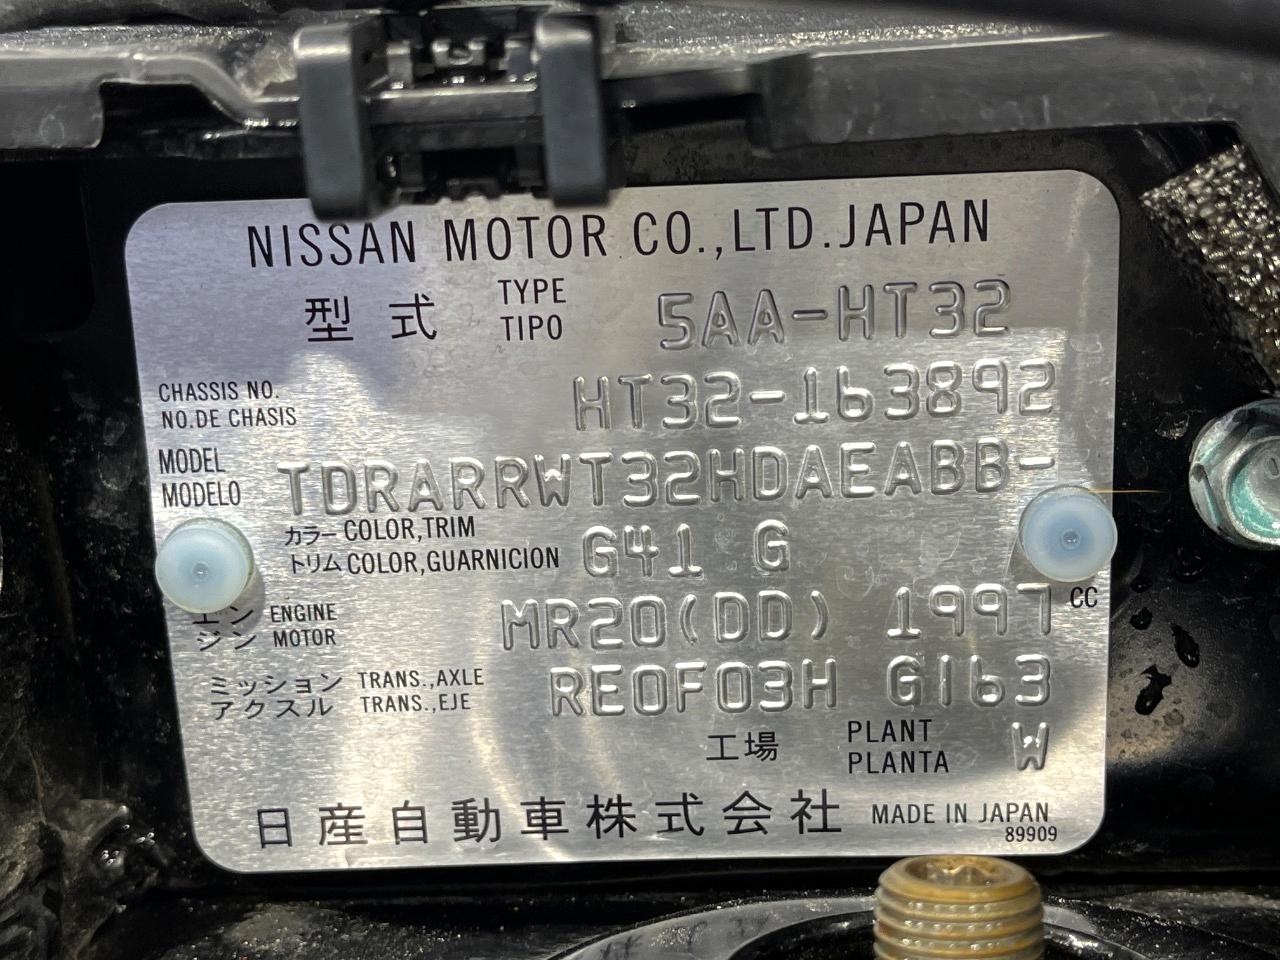 NISSAN MOTOR CO.,LTD.JAPAN
型 式 TYPE TIPO 5AA-HT32
CHASSIS NO. NO.DE CHASIS HT32-163892
MODEL MODELO TDRARRWT32HDAEABB-
カラー COLOR,TRIM
トリム COLOR,GUARNICION G41 G
エン ENGINE
ジン MOTOR MR20(DD) 1997 CC
ミッション TRANS.,AXLE
アクスル TRANS.,EJE RE0F03H G163
工場 PLANT PLANTA W
日産自動車株式会社 MADE IN JAPAN
89909